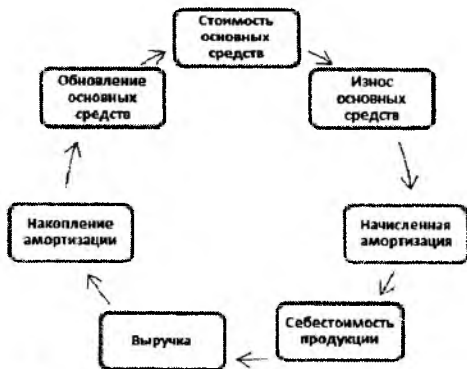 Стоимость
основных
средств
Износ
основных
средств
Начисленная
амортизация
Себестоимость
продукции
Выручка
Накопление
амортизации
Обновление
основных
средств